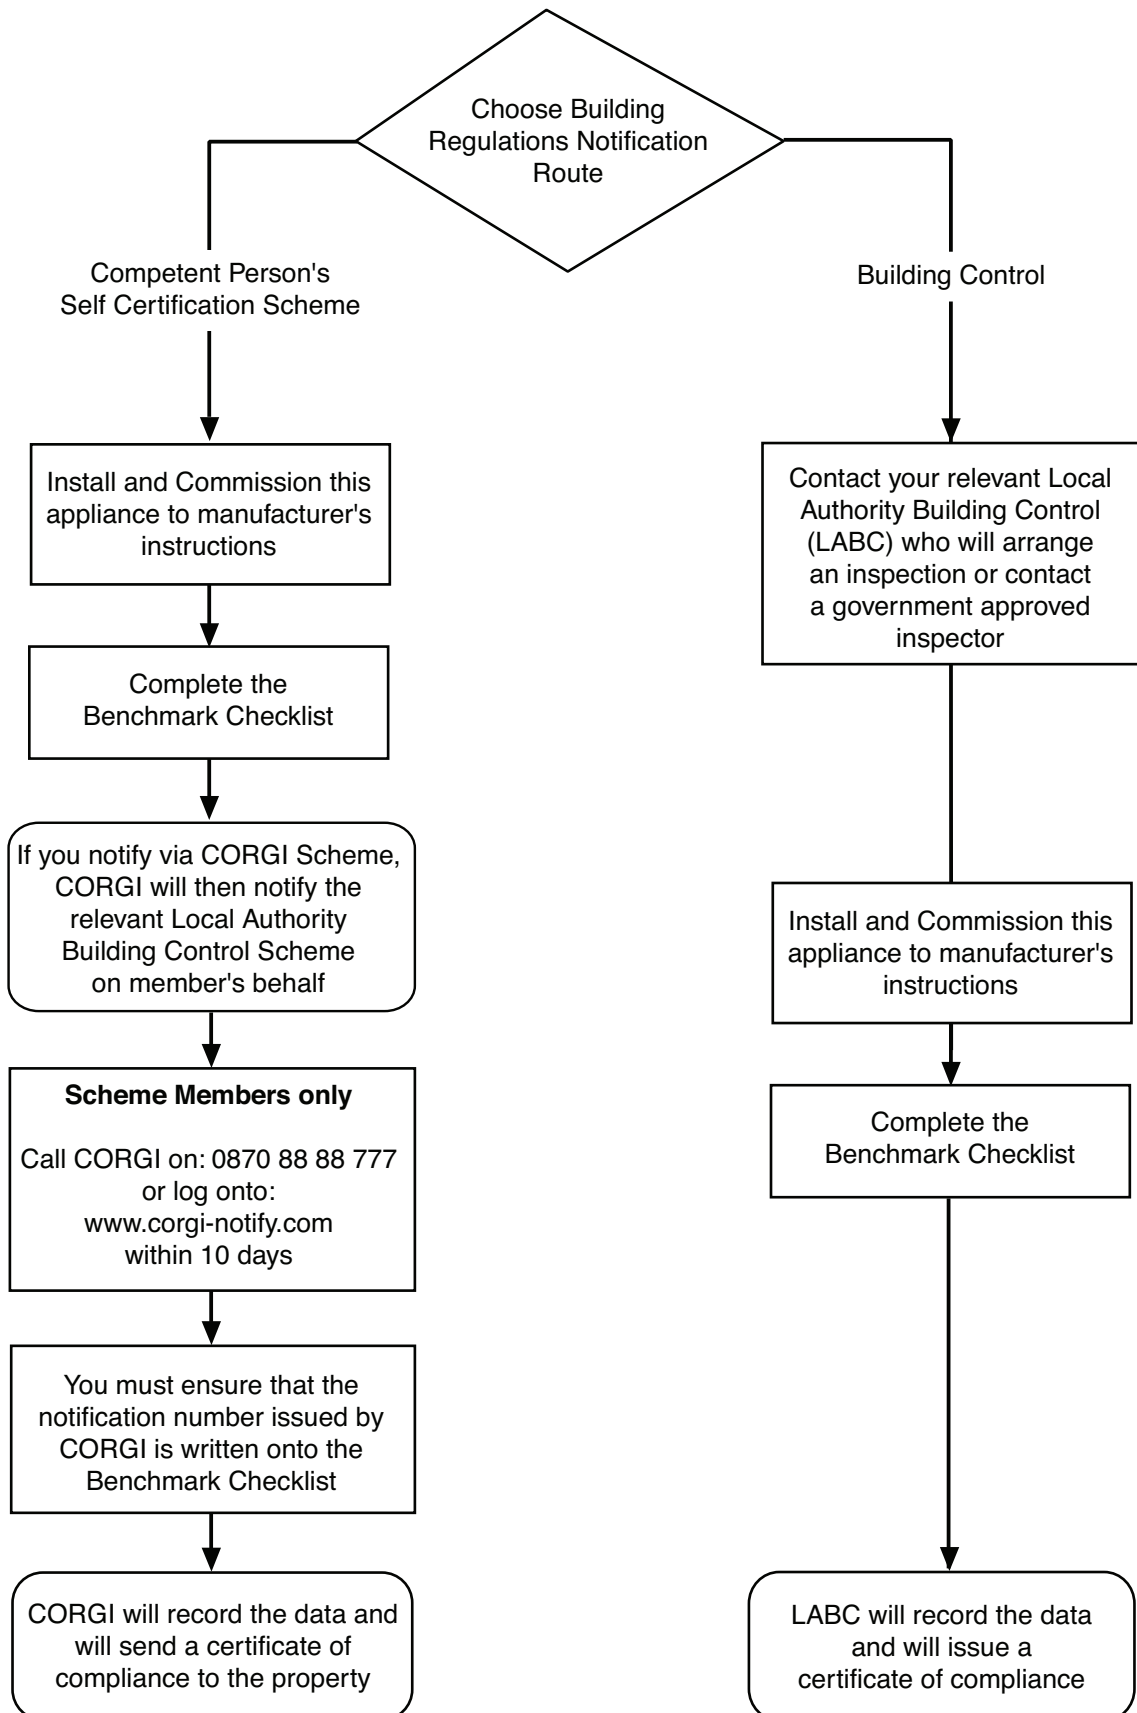 Choose Building
Regulations Notification
Route
Competent Person's
Self Certification Scheme
Building Control
Install and Commission this
appliance to manufacturer's
instructions
Complete the
Benchmark Checklist
If you notify via CORGI Scheme,
CORGI will then notify the
relevant Local Authority
Building Control Scheme
on member's behalf
Scheme Members only
Call CORGI on: 0870 88 88 777
or log onto:
www.corgi-notify.com
within 10 days
You must ensure that the
notification number issued by
CORGI is written onto the
Benchmark Checklist
CORGI will record the data and
will send a certificate of
compliance to the property
Contact your relevant Local
Authority Building Control
(LABC) who will arrange
an inspection or contact
a government approved
inspector
Install and Commission this
appliance to manufacturer's
instructions
Complete the
Benchmark Checklist
LABC will record the data
and will issue a
certificate of compliance